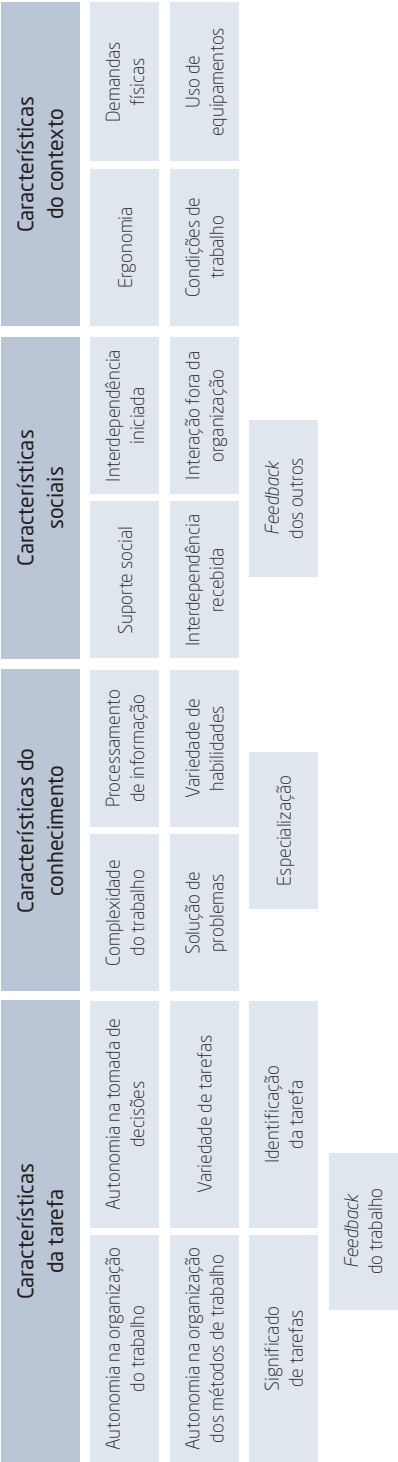 Características
da tarefa
Autonomia na organização
do trabalho
Autonomia na tomada de
decisões
Autonomia na organização
dos métodos de trabalho
Variedade de tarefas
Significado
de tarefas
Identificação
da tarefa
Feedback
do trabalho
Características do
conhecimento
Complexidade
do trabalho
Processamento
de informação
Solução de
problemas
Variedade de
habilidades
Especialização
Características
sociais
Suporte social
Interdependência
iniciada
Interdependência
recebida
Interação fora da
organização
Feedback
dos outros
Características
do contexto
Ergonomia
Demandas
físicas
Condições de
trabalho
Uso de
equipamentos